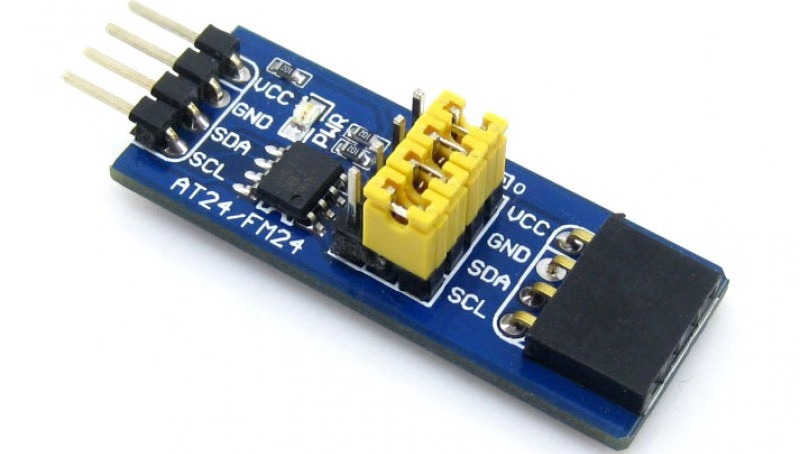 VCC
GND
SDA
SCL
PWR
AT24/FM24
VCC
GND
SDA
SCL